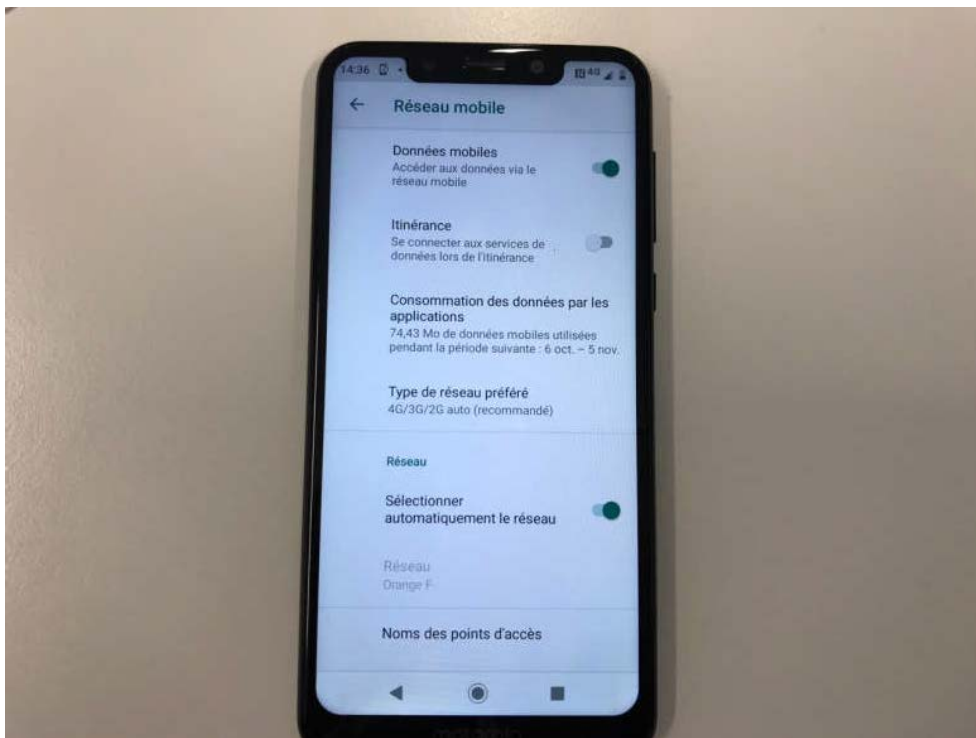 14:36
4G
Réseau mobile
Données mobiles
Accéder aux données via le
réseau mobile
Itinérance
Se connecter aux services de
données lors de l'itinérance
Consommation des données par les
applications
74,43 Mo de données mobiles utilisées
pendant la période suivante : 6 oct. – 5 nov.
Type de réseau préféré
4G/3G/2G auto (recommandé)
Réseau
Sélectionner
automatiquement le réseau
Réseau
Orange F
Noms des points d'accès